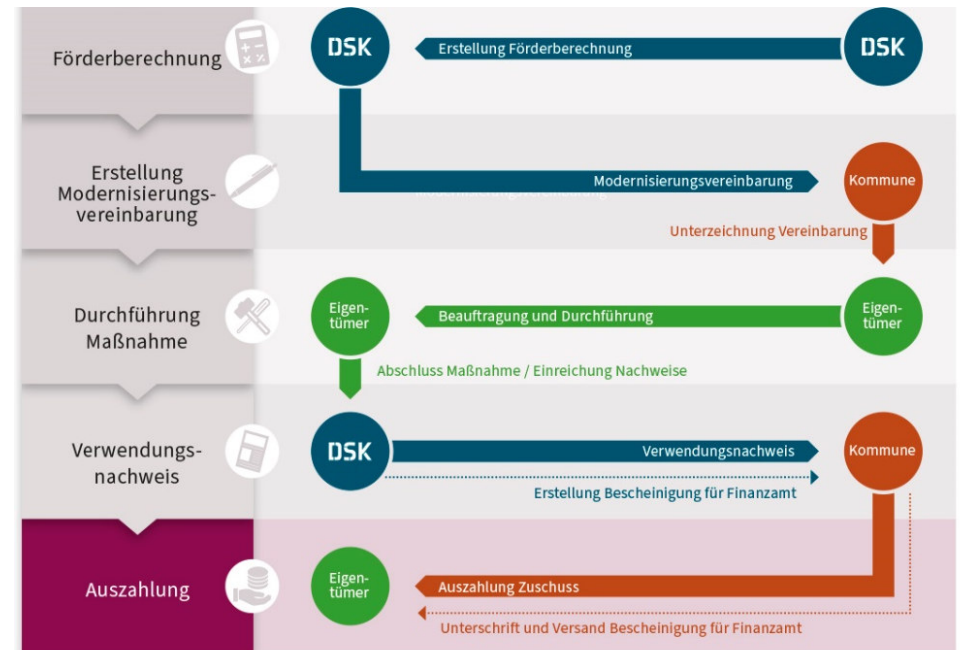 Förderberechnung
DSK
Erstellung Förderberechnung
DSK
Erstellung
Modernisierungs-
vereinbarung
Modernisierungsvereinbarung
Kommune
Unterzeichnung Vereinbarung
Durchführung
Maßnahme
Eigen-
tümer
Beauftragung und Durchführung
Eigen-
tümer
Abschluss Maßnahme / Einreichung Nachweise
Verwendungs-
nachweis
DSK
Verwendungsnachweis
Kommune
Erstellung Bescheinigung für Finanzamt
Auszahlung
Eigen-
tümer
Auszahlung Zuschuss
Unterschrift und Versand Bescheinigung für Finanzamt